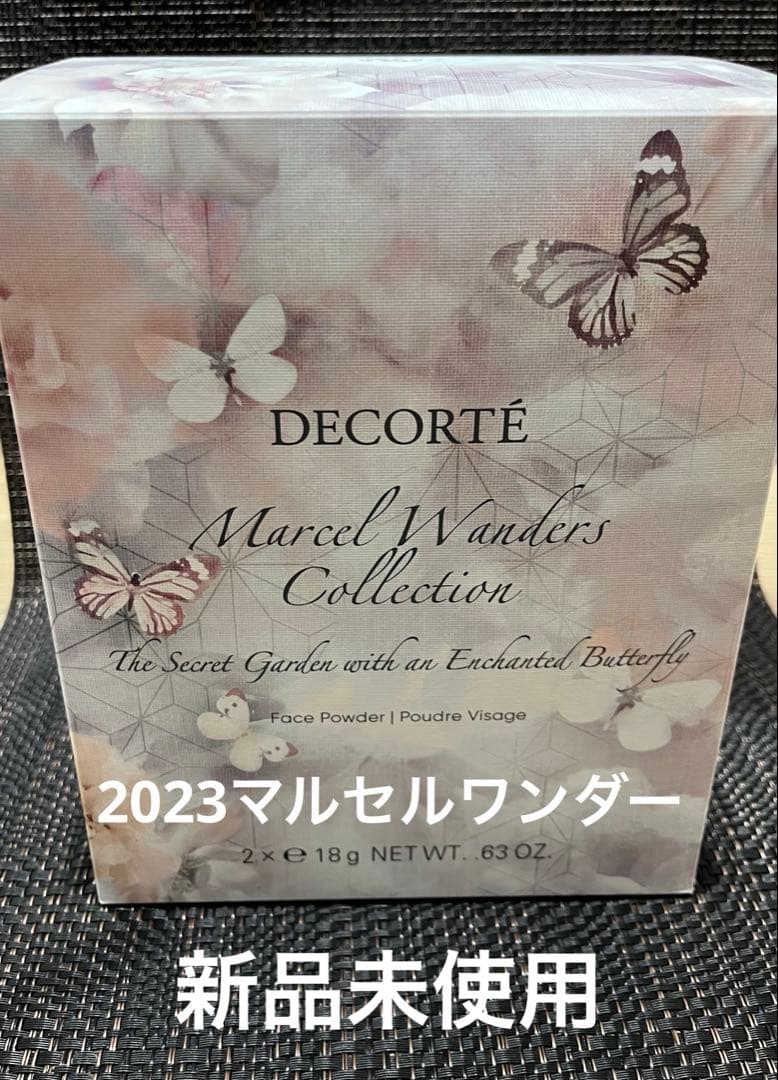 DECORTÉ
Marcel Wanders
Collection
The Secret Garden with an Enchanted Butterfly
Face Powder | Poudre Visage
2023マルセルワンダー
2 × ℮ 18g NET WT. .63 OZ.
新品未使用